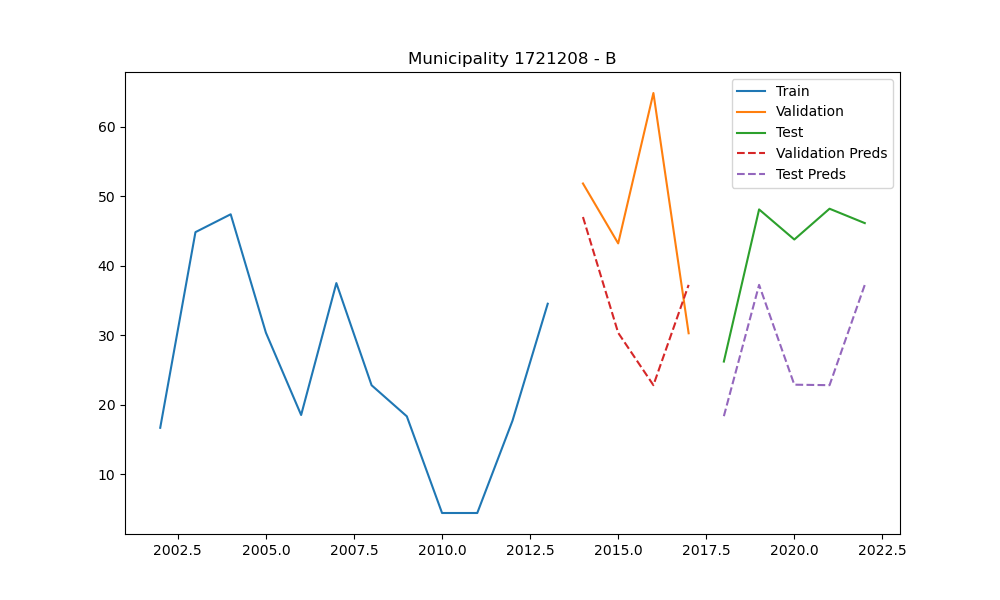 Municipality 1721208 - B
Train
Validation
Test
Validation Preds
Test Preds
60
50
40
30
20
10
2002.5 2005.0 2007.5 2010.0 2012.5 2015.0 2017.5 2020.0 2022.5